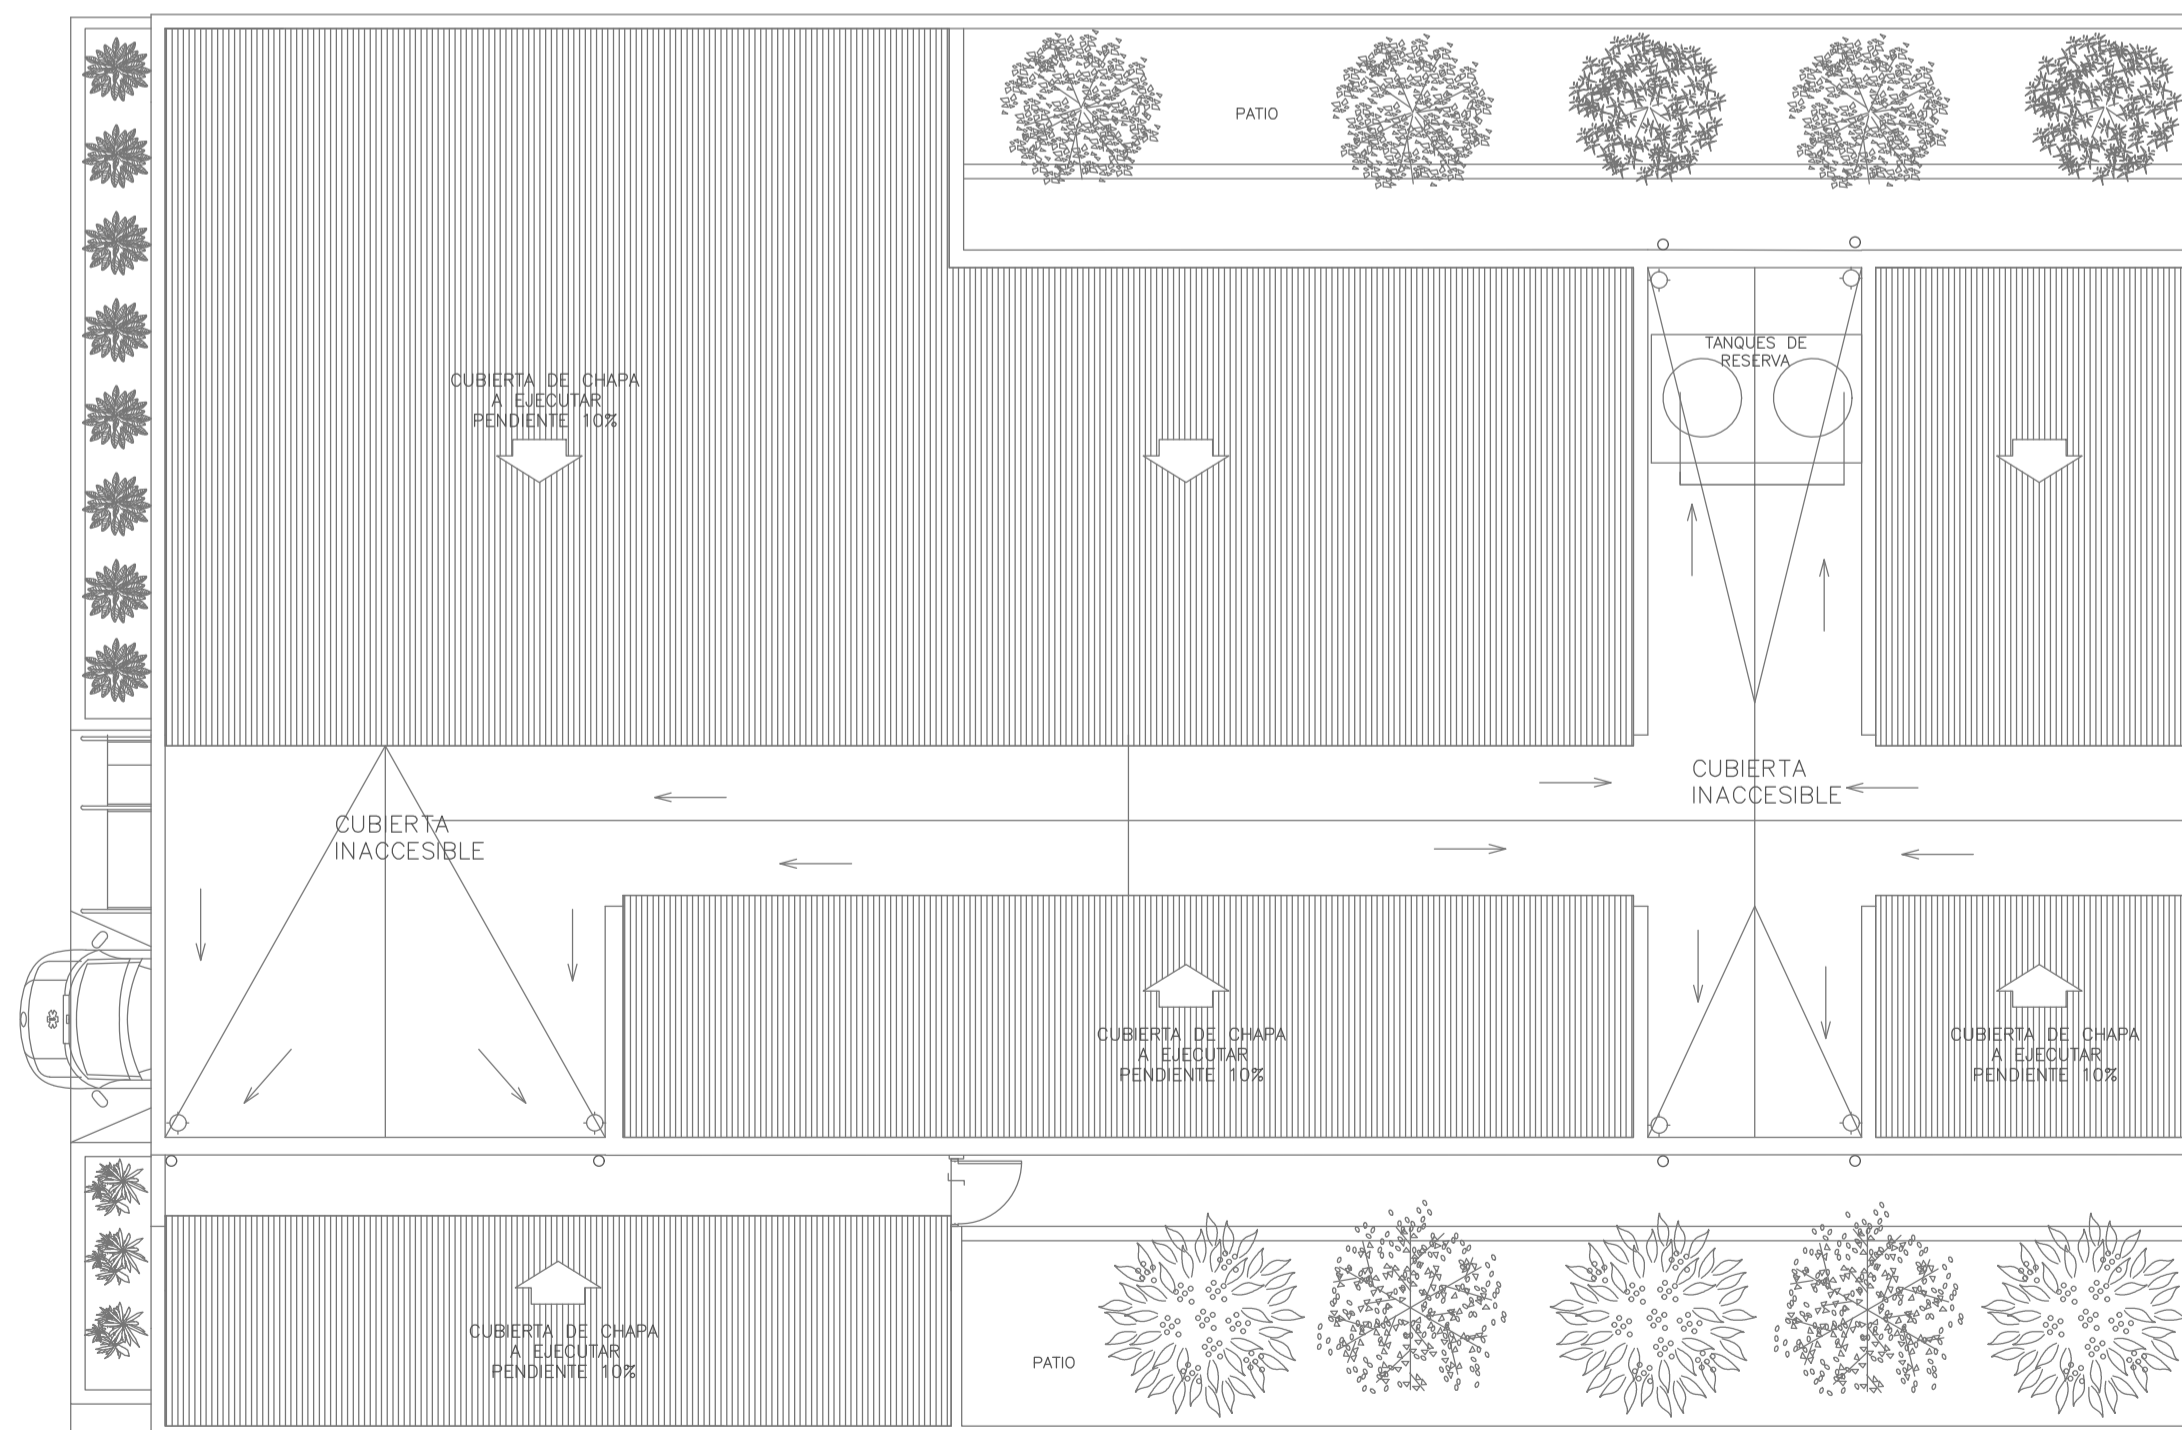 PATIO
TANQUES DE
RESERVA
CUBIERTA DE CHAPA
A EJECUTAR
PENDIENTE 10%
CUBIERTA
INACCESIBLE
CUBIERTA
INACCESIBLE
CUBIERTA DE CHAPA
A EJECUTAR
PENDIENTE 10%
CUBIERTA DE CHAPA
A EJECUTAR
PENDIENTE 10%
CUBIERTA DE CHAPA
A EJECUTAR
PENDIENTE 10%
PATIO